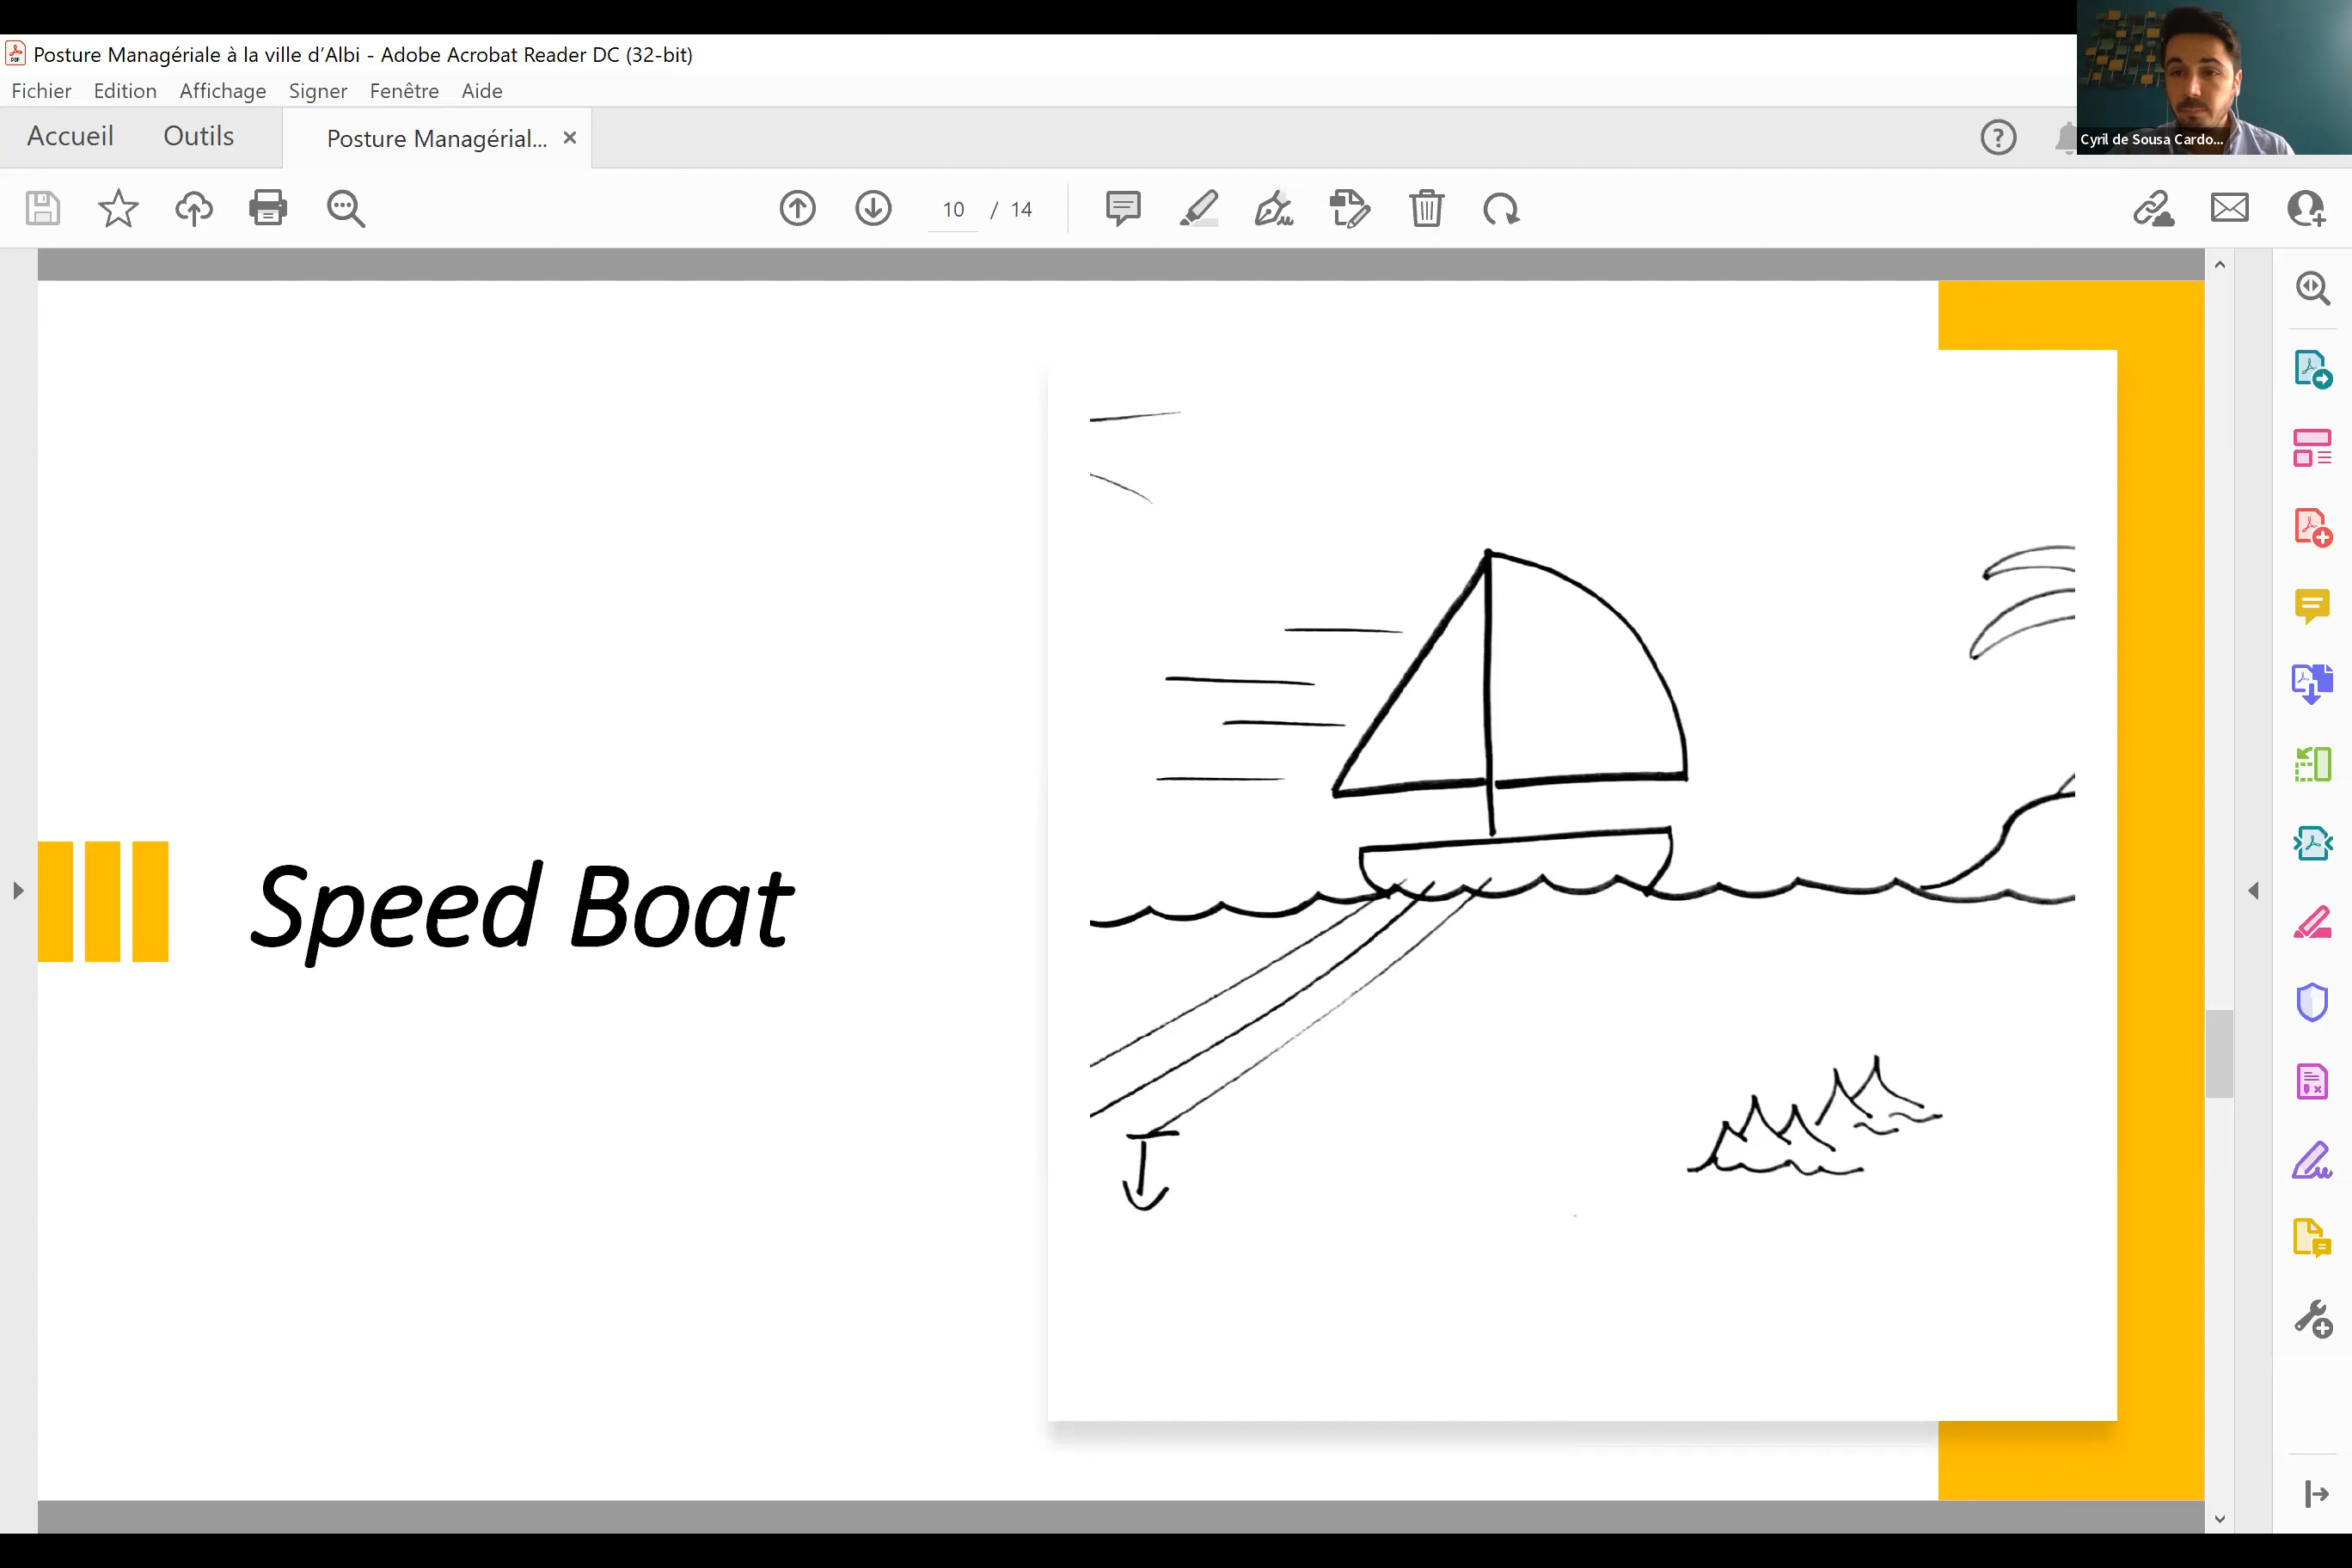 Posture Managériale à la ville d'Albi - Adobe Acrobat Reader DC (32-bit)
Fichier Edition Affichage Signer Fenêtre Aide
Accueil Outils Posture Managérial...
Cyril de Sousa Cardo...
10 / 14
Speed Boat